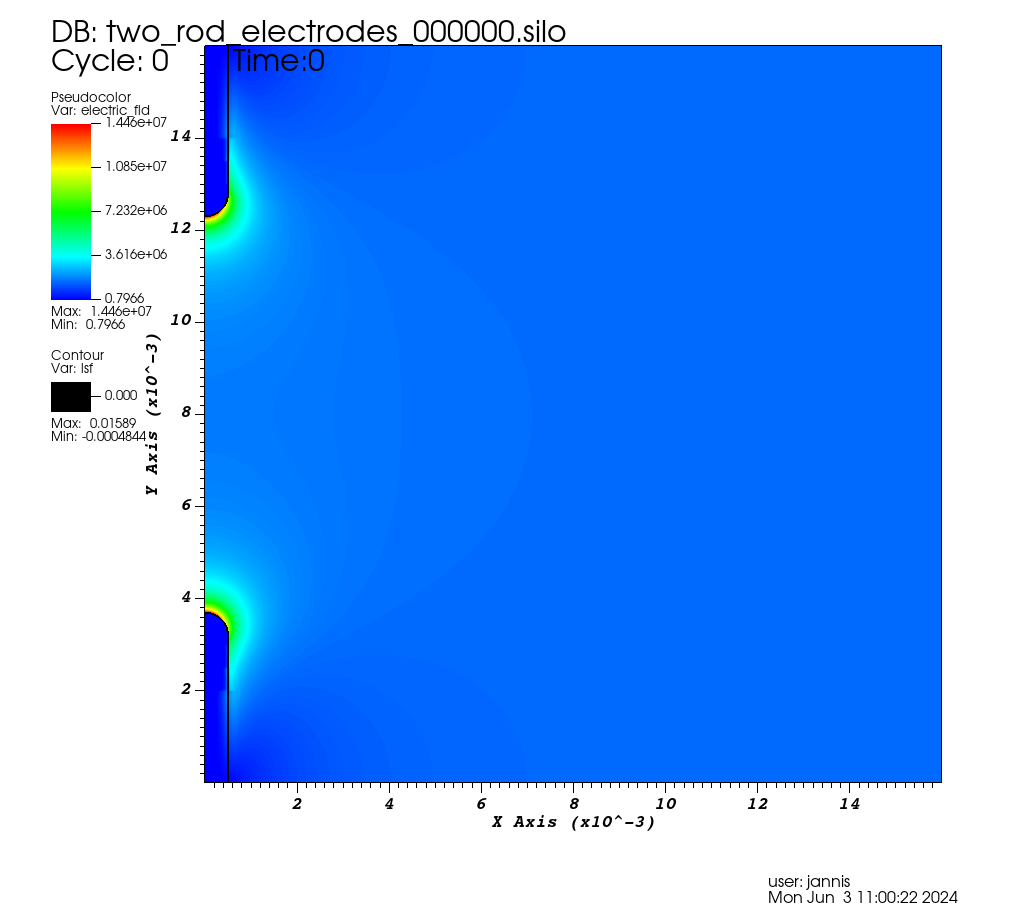 DB: two_rod_electrodes_000000.silo
Cycle: 0 Time:0
Pseudocolor
Var: electric_fld
1.446e+07
1.085e+07
7.232e+06
3.616e+06
0.7966
Max: 1.446e+07
Min: 0.7966
Contour
Var: lsf
0.000
Max: 0.01589
Min: -0.0004844
Y Axis (x10^-3)
14
12
10
8
6
4
2
2 4 6 8 10 12 14
X Axis (x10^-3)
user: jannis
Mon Jun 3 11:00:22 2024